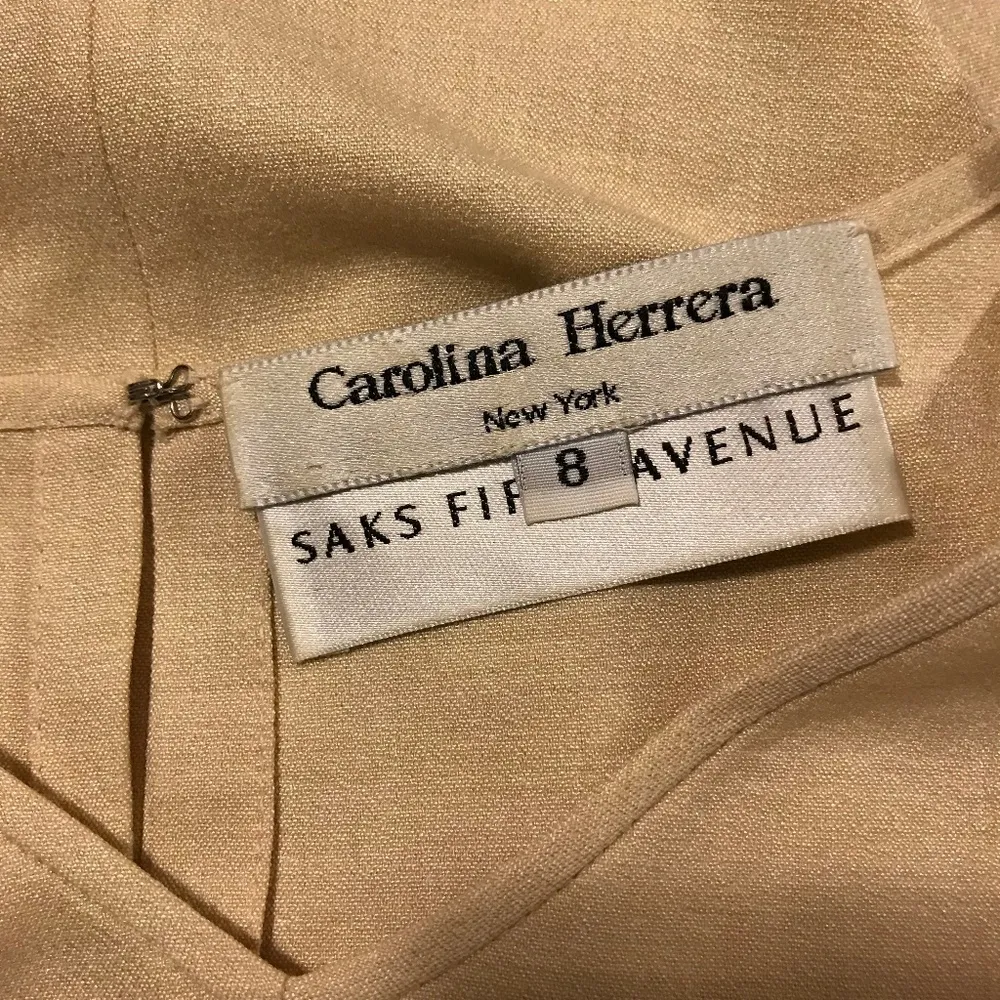 Carolina Herrera
New York
8
SAKS FIF AVENUE